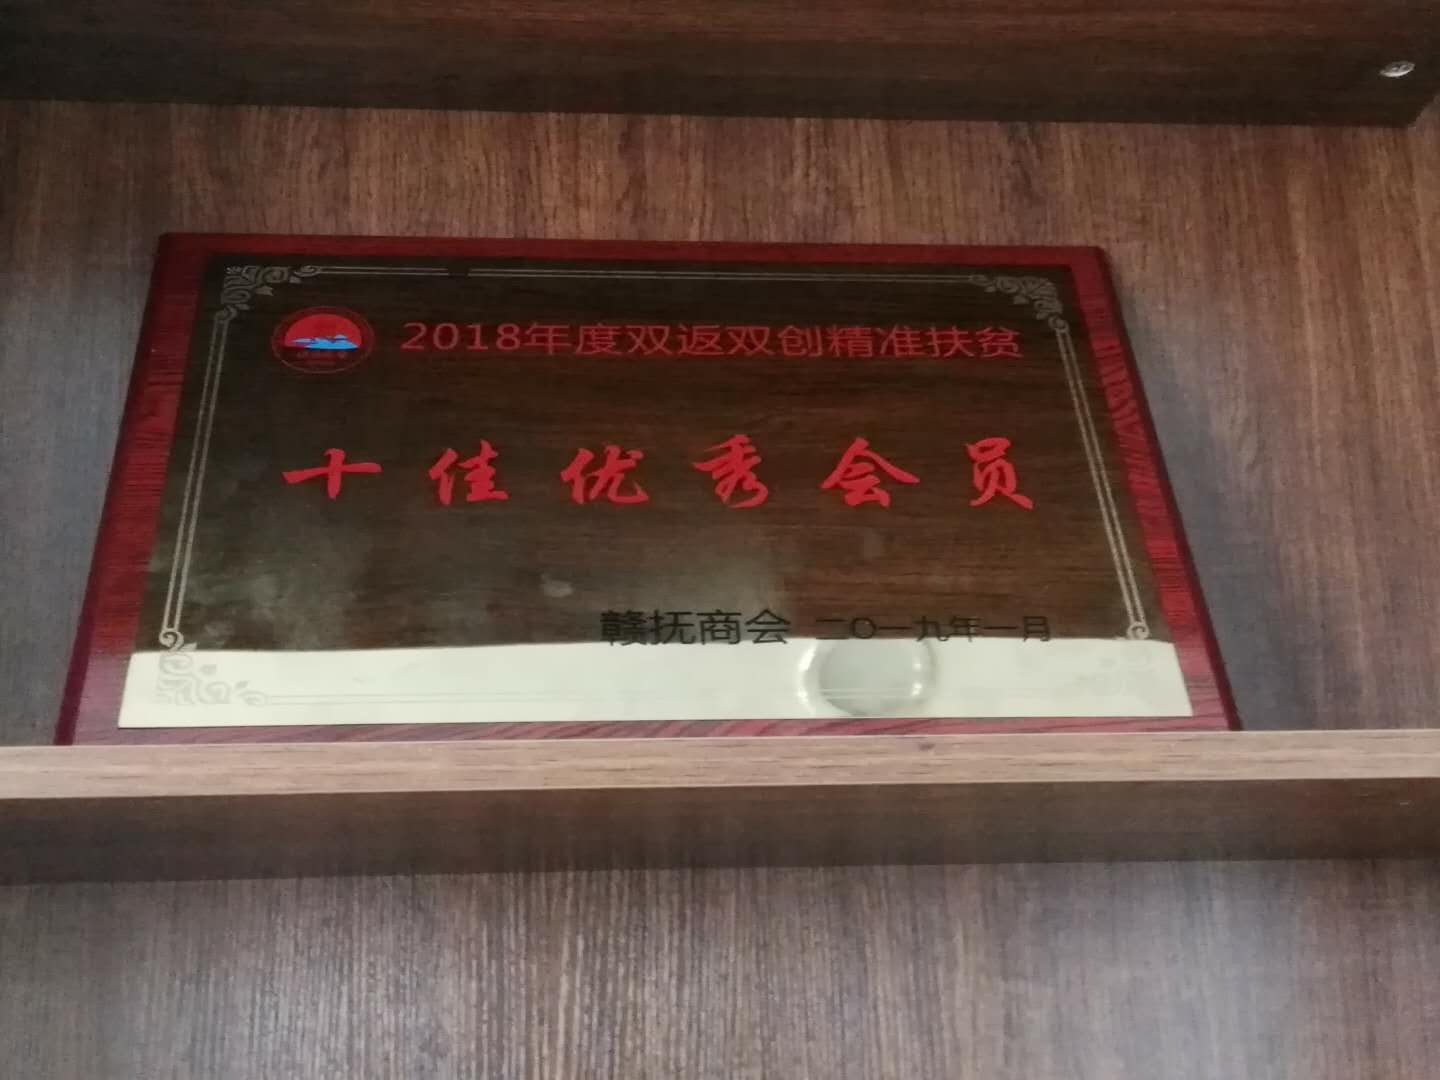 2018年度双返双创精准扶贫
十佳优秀会员
赣抚商会 二〇一九年一月